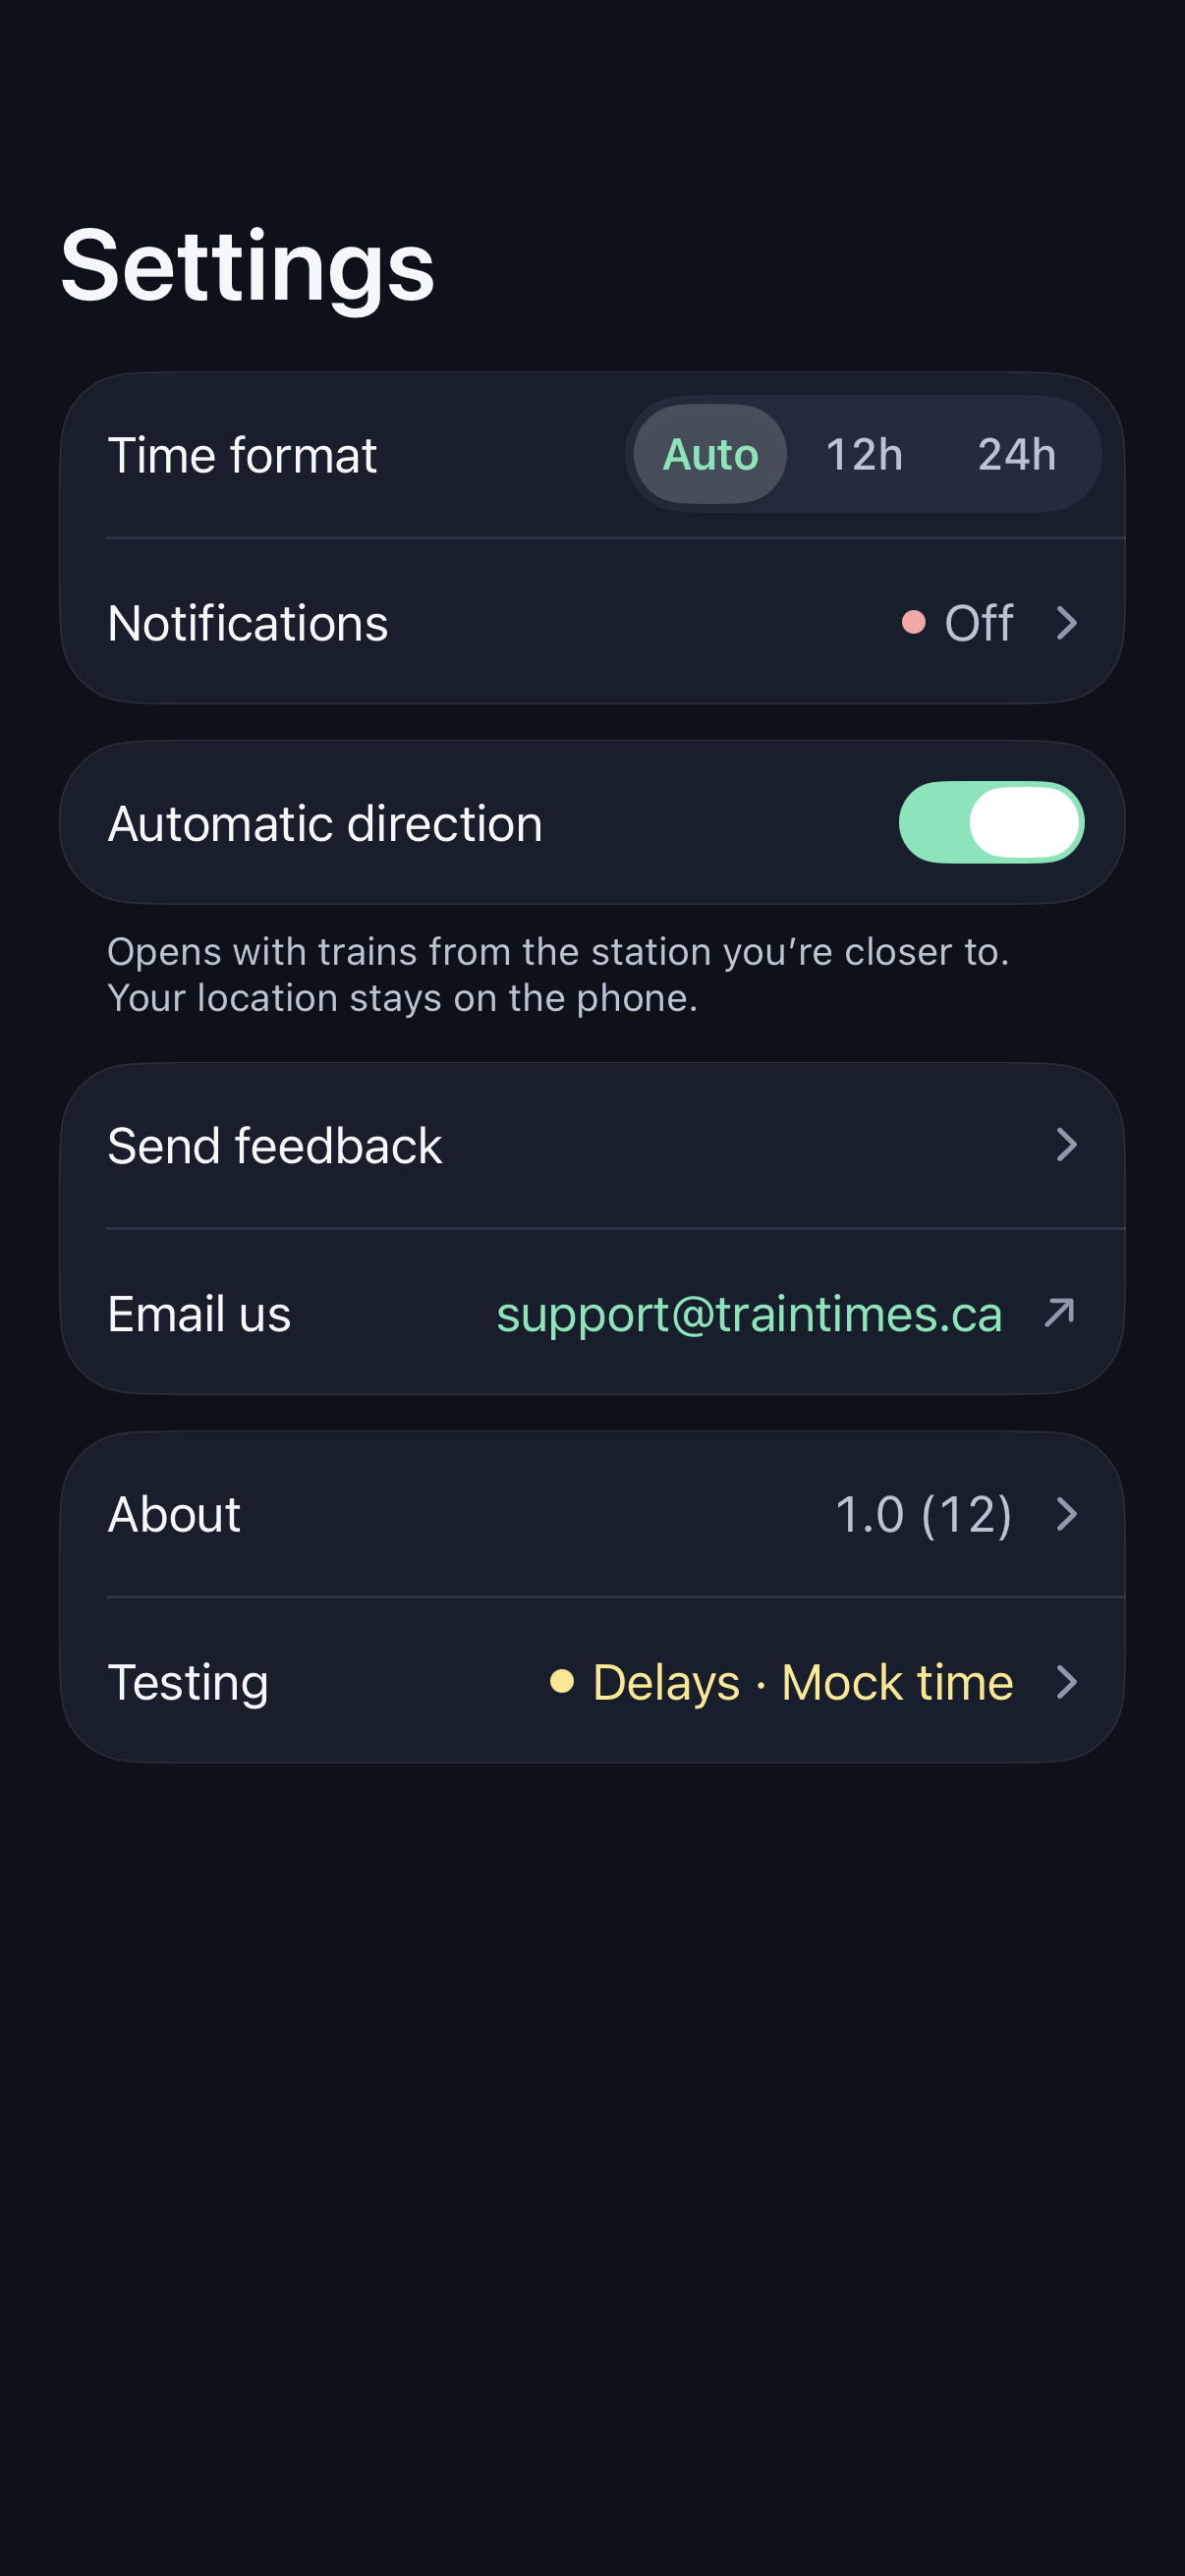 Settings
Time format Auto 12h 24h
Notifications Off
Automatic direction
Opens with trains from the station you’re closer to.
Your location stays on the phone.
Send feedback
Email us support@traintimes.ca
About 1.0 (12)
Testing Delays · Mock time